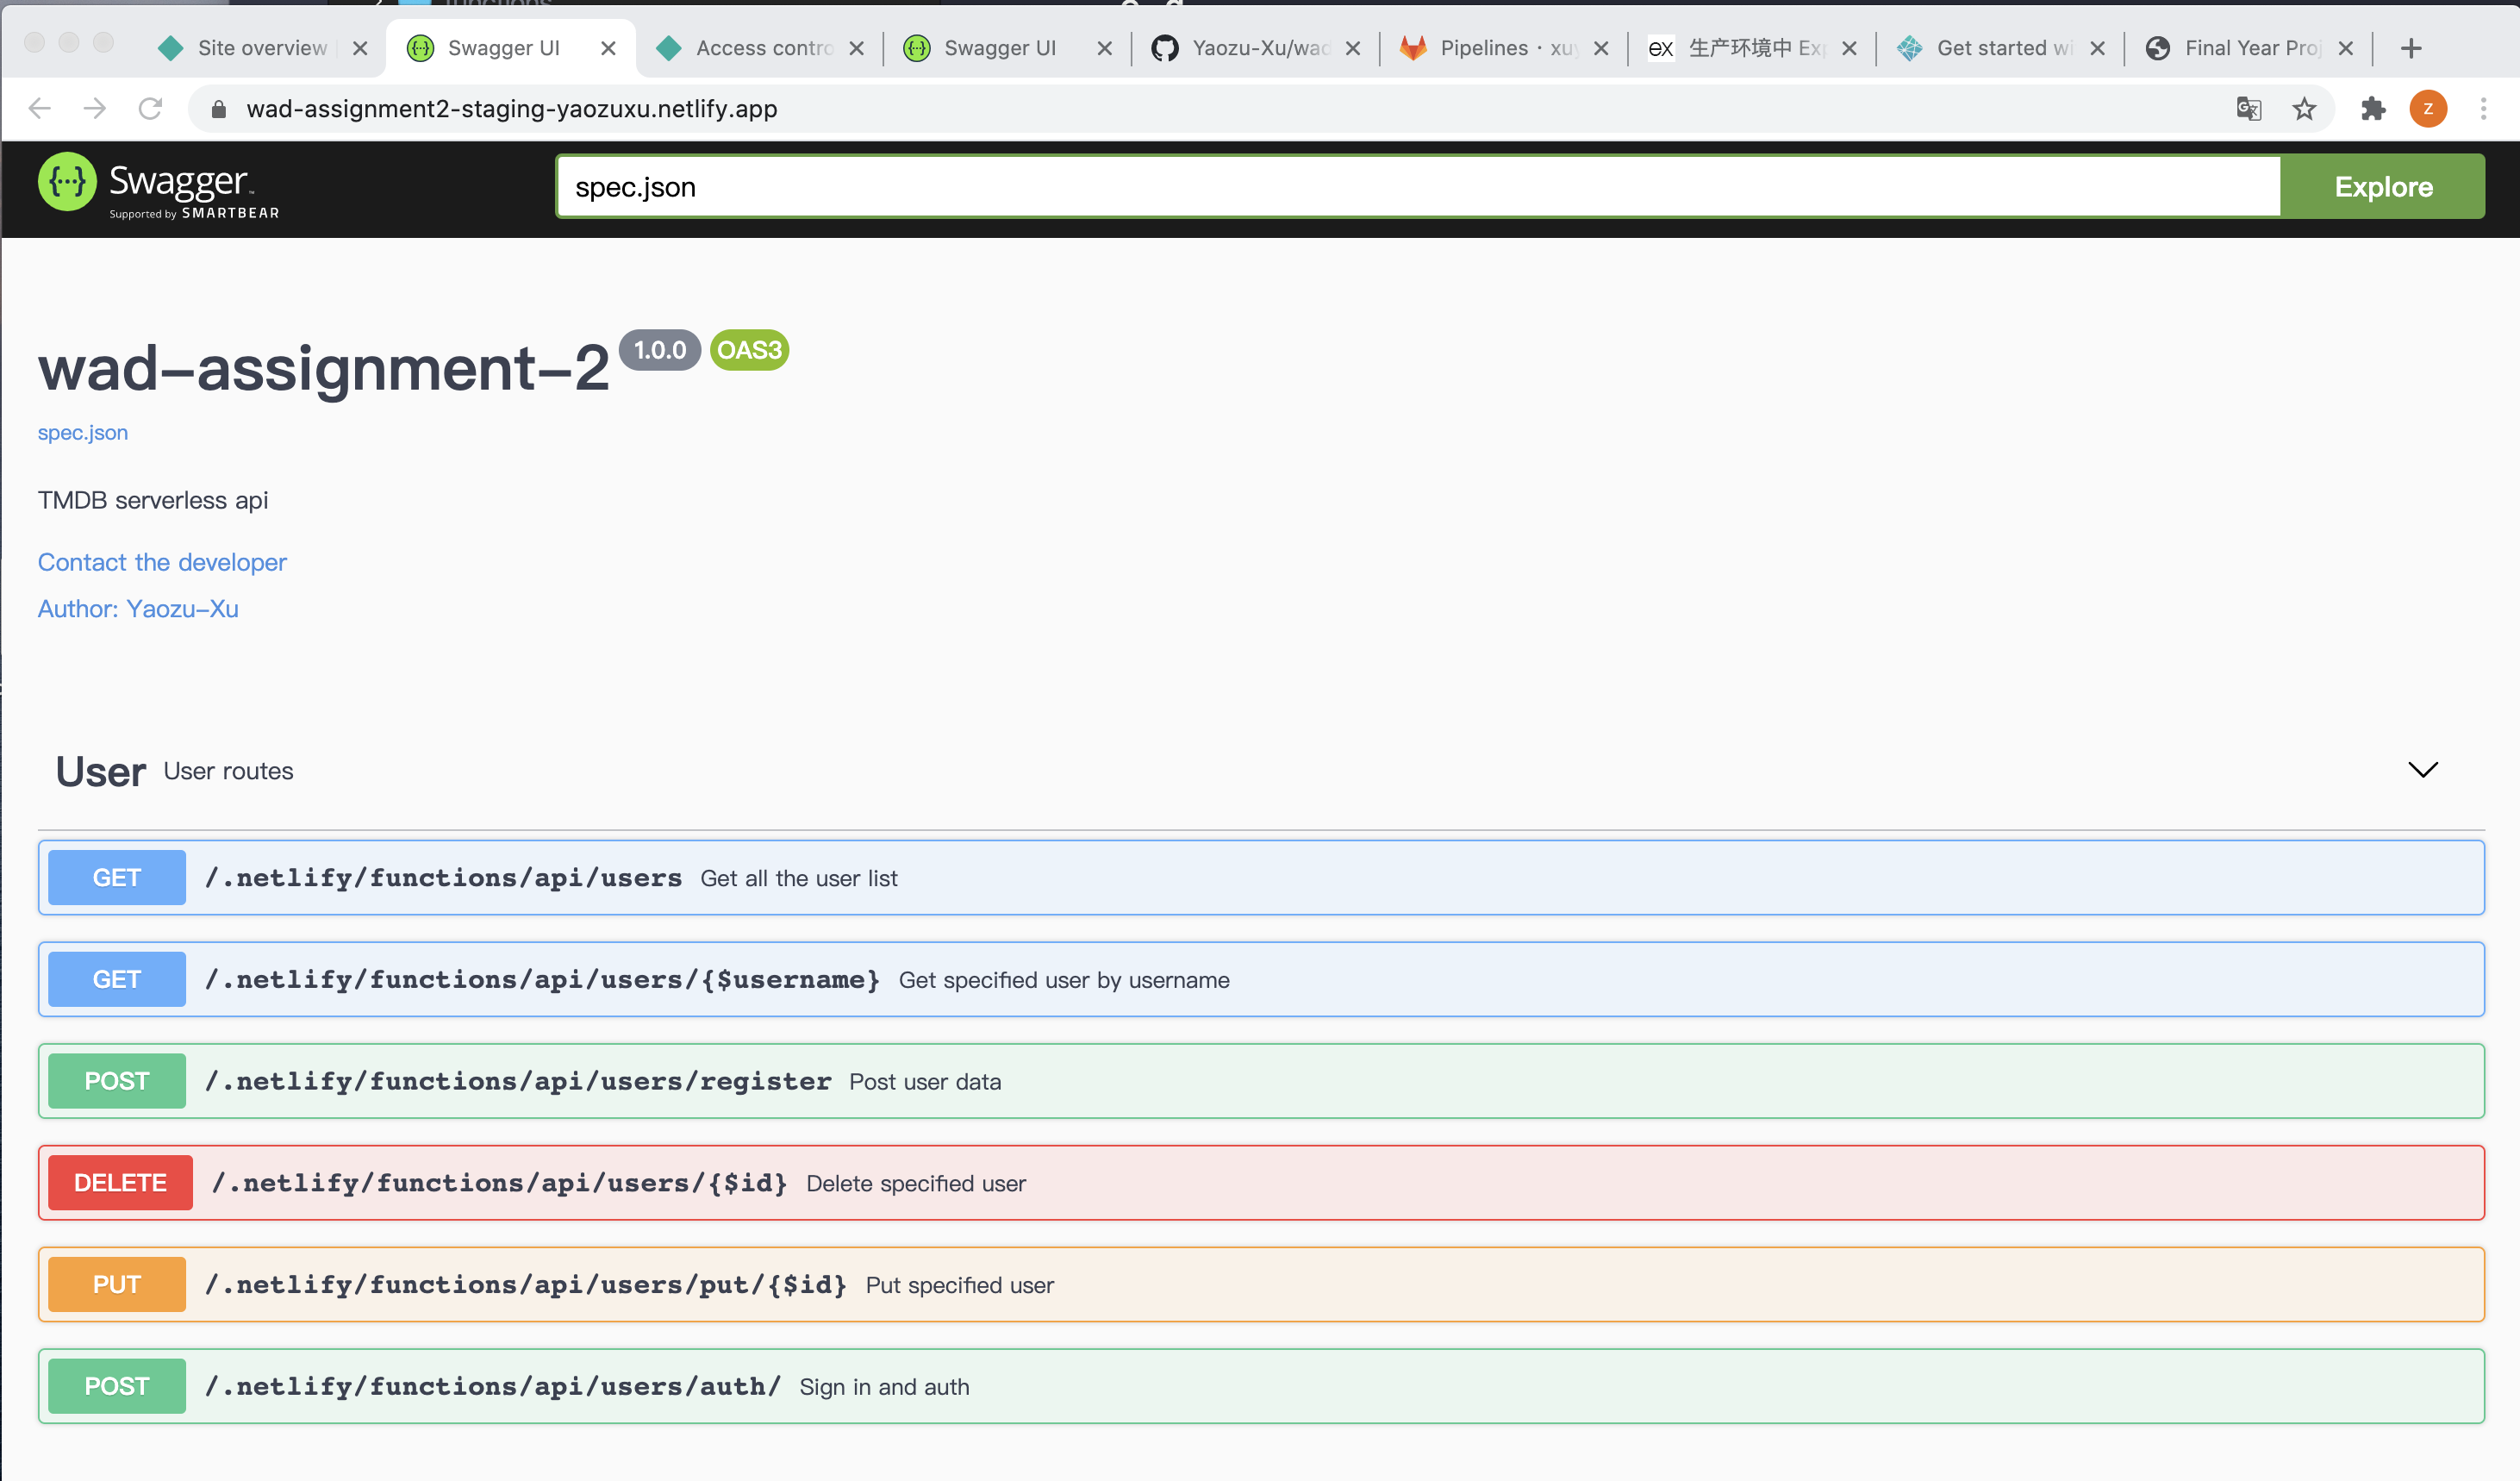 Site overview
Swagger UI
Access contro
Swagger UI
Yaozu-Xu/wad
Pipelines · xuy
ex 生产环境中 Exp
Get started wi
Final Year Proj
wad-assignment2-staging-yaozuxu.netlify.app
Z
{···} Swagger™
Supported by SMARTBEAR
spec.json
Explore
wad-assignment-2 1.0.0 OAS3
spec.json
TMDB serverless api
Contact the developer
Author: Yaozu-Xu
User User routes
GET /.netlify/functions/api/users Get all the user list
GET /.netlify/functions/api/users/{$username} Get specified user by username
POST /.netlify/functions/api/users/register Post user data
DELETE /.netlify/functions/api/users/{$id} Delete specified user
PUT /.netlify/functions/api/users/put/{$id} Put specified user
POST /.netlify/functions/api/users/auth/ Sign in and auth